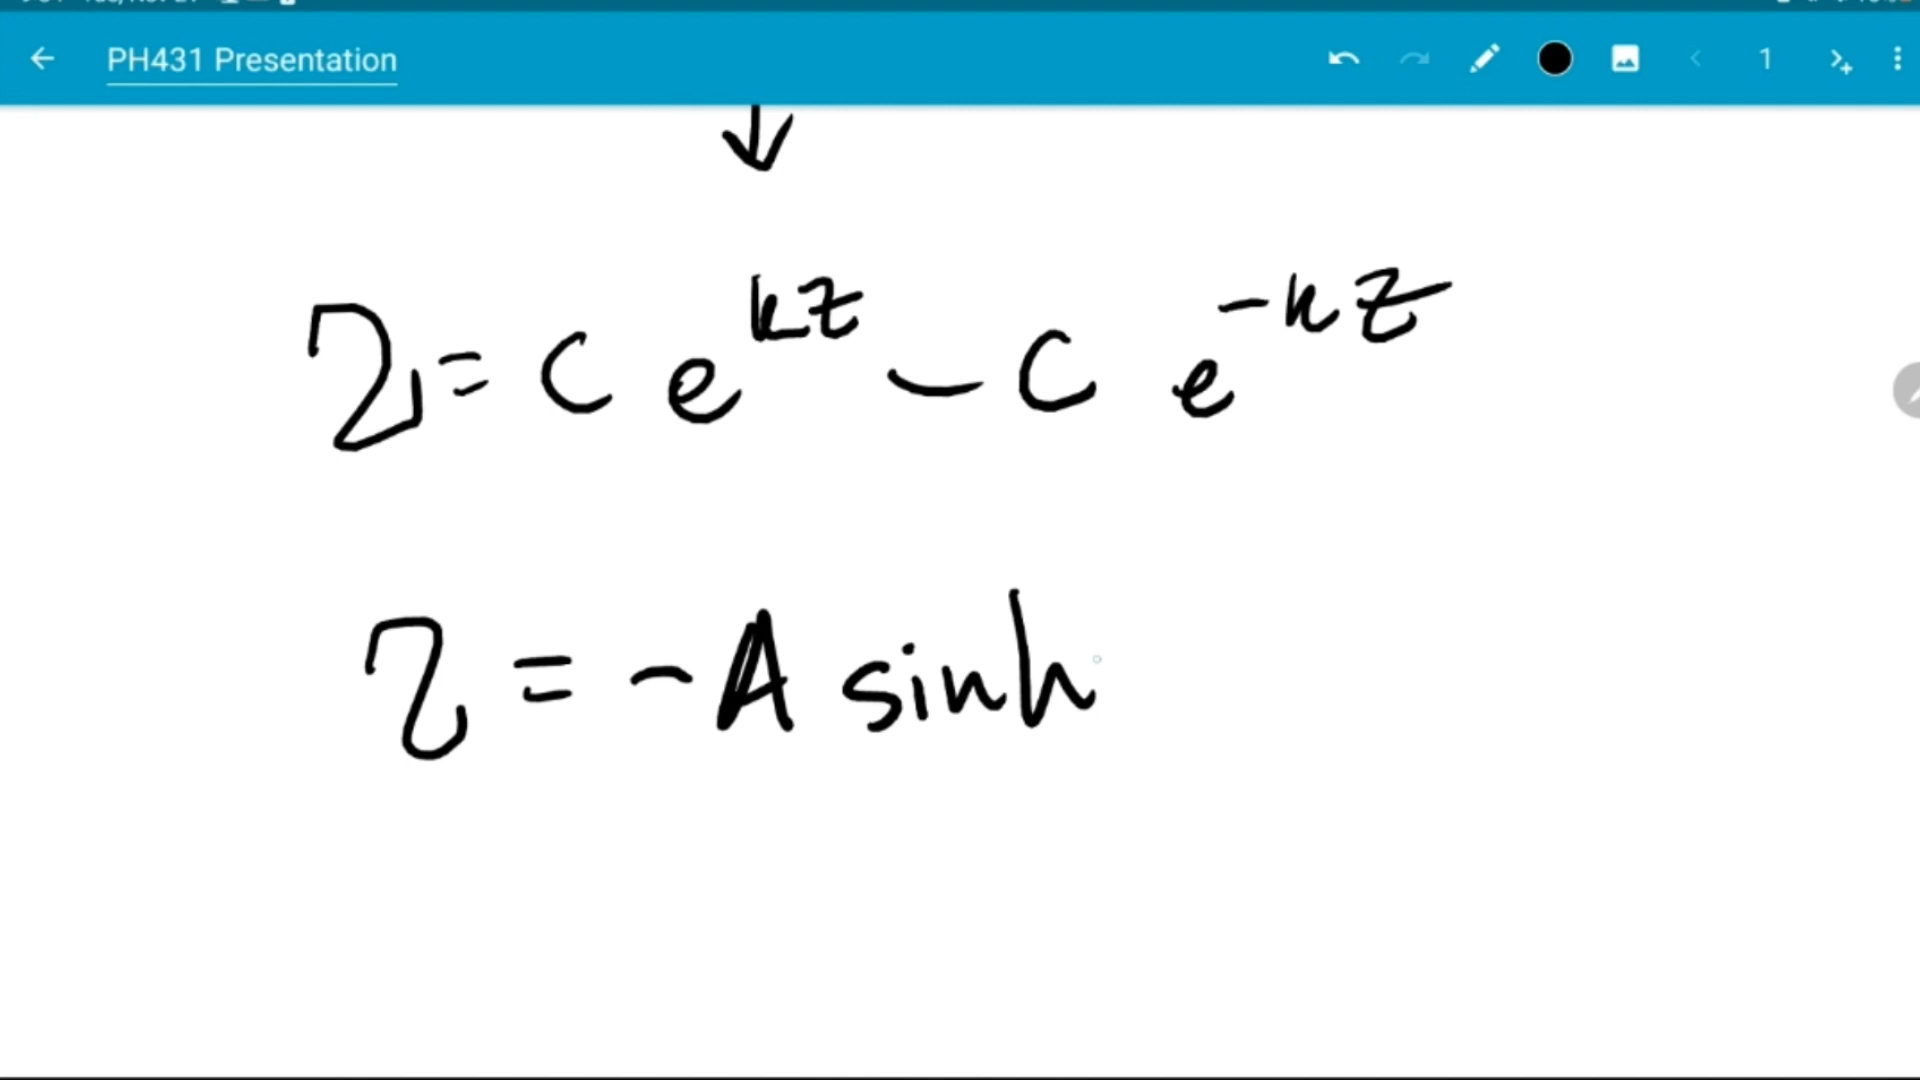 PH431 Presentation
1
η = C e^{kz} - C e^{-kz}
η = - A sinh